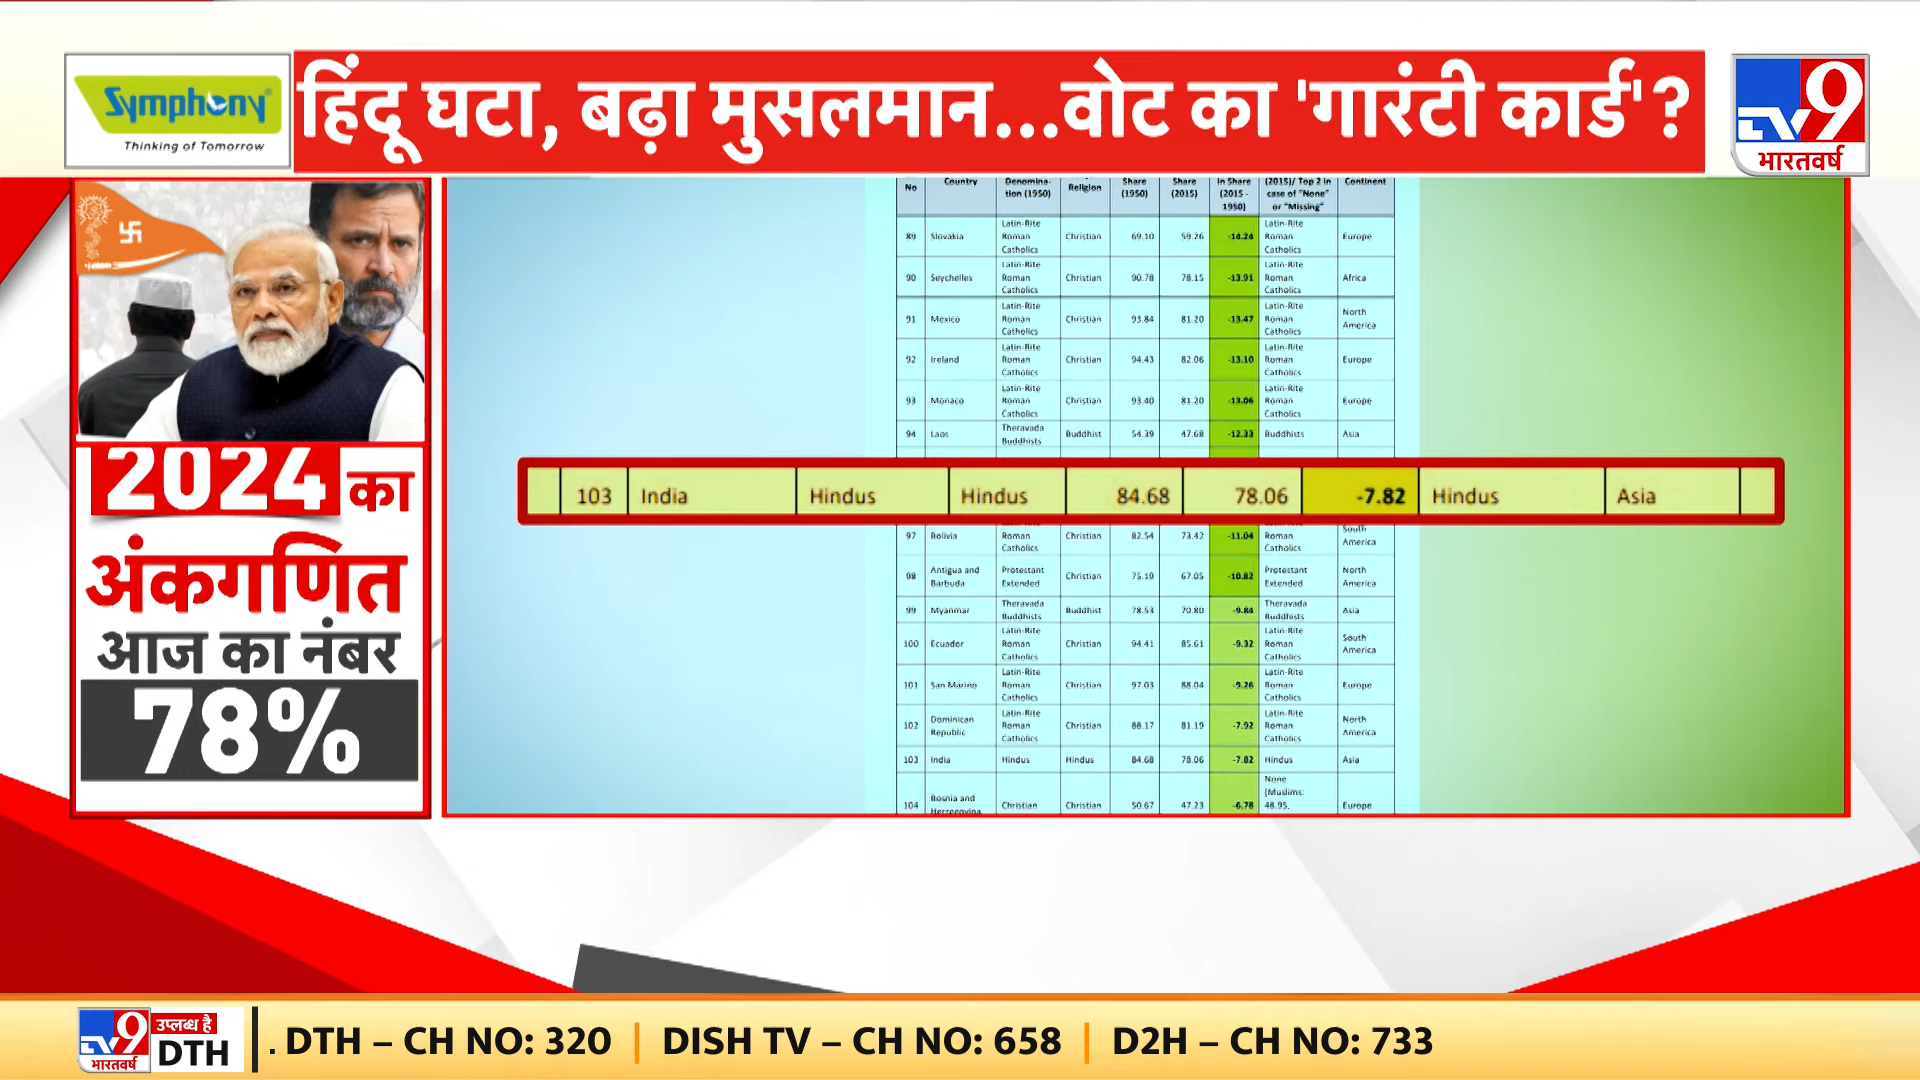 Symphony
Thinking of Tomorrow
हिंदू घटा, बढ़ा मुसलमान...वोट का 'गारंटी कार्ड'?
TV9
भारतवर्ष
2024 का
अंकगणित
आज का नंबर
78%
No Country Denomina-tion (1950) Religion Share (1950) Share (2015) In Share (2015 - 1950) (2015)/ Top 2 in case of "None" or "Missing" Continent
89 Slovakia Latin-Rite Roman Catholics Christian 69.10 59.26 -14.24 Latin-Rite Roman Catholics Europe
90 Seychelles Latin-Rite Roman Catholics Christian 90.78 78.15 -13.91 Latin-Rite Roman Catholics Africa
91 Mexico Latin-Rite Roman Catholics Christian 93.84 81.20 -13.47 Latin-Rite Roman Catholics North America
92 Ireland Latin-Rite Roman Catholics Christian 94.43 82.06 -13.10 Latin-Rite Roman Catholics Europe
93 Monaco Latin-Rite Roman Catholics Christian 93.40 81.20 -13.06 Latin-Rite Roman Catholics Europe
94 Laos Theravada Buddhists Buddhist 54.39 47.68 -12.33 Buddhists Asia
103 India Hindus Hindus 84.68 78.06 -7.82 Hindus Asia
97 Bolivia Roman Catholics Christian 82.54 73.42 -11.04 Roman Catholics South America
98 Antigua and Barbuda Protestant Extended Christian 75.19 67.05 -10.82 Protestant Extended North America
99 Myanmar Theravada Buddhists Buddhist 78.53 70.80 -9.84 Theravada Buddhists Asia
100 Ecuador Latin-Rite Roman Catholics Christian 94.41 85.61 -9.32 Latin-Rite Roman Catholics South America
101 San Marino Latin-Rite Roman Catholics Christian 97.03 88.04 -9.26 Latin-Rite Roman Catholics Europe
102 Dominican Republic Latin-Rite Roman Catholics Christian 88.17 81.19 -7.92 Latin-Rite Roman Catholics North America
103 India Hindus Hindus 84.68 78.06 -7.82 Hindus Asia
104 Bosnia and Herzegovina Christian Christian 50.67 47.23 -6.78 None (Muslims: 48.95, Europe
TV9 भारतवर्ष उपलब्ध है DTH
. DTH – CH NO: 320 | DISH TV – CH NO: 658 | D2H – CH NO: 733